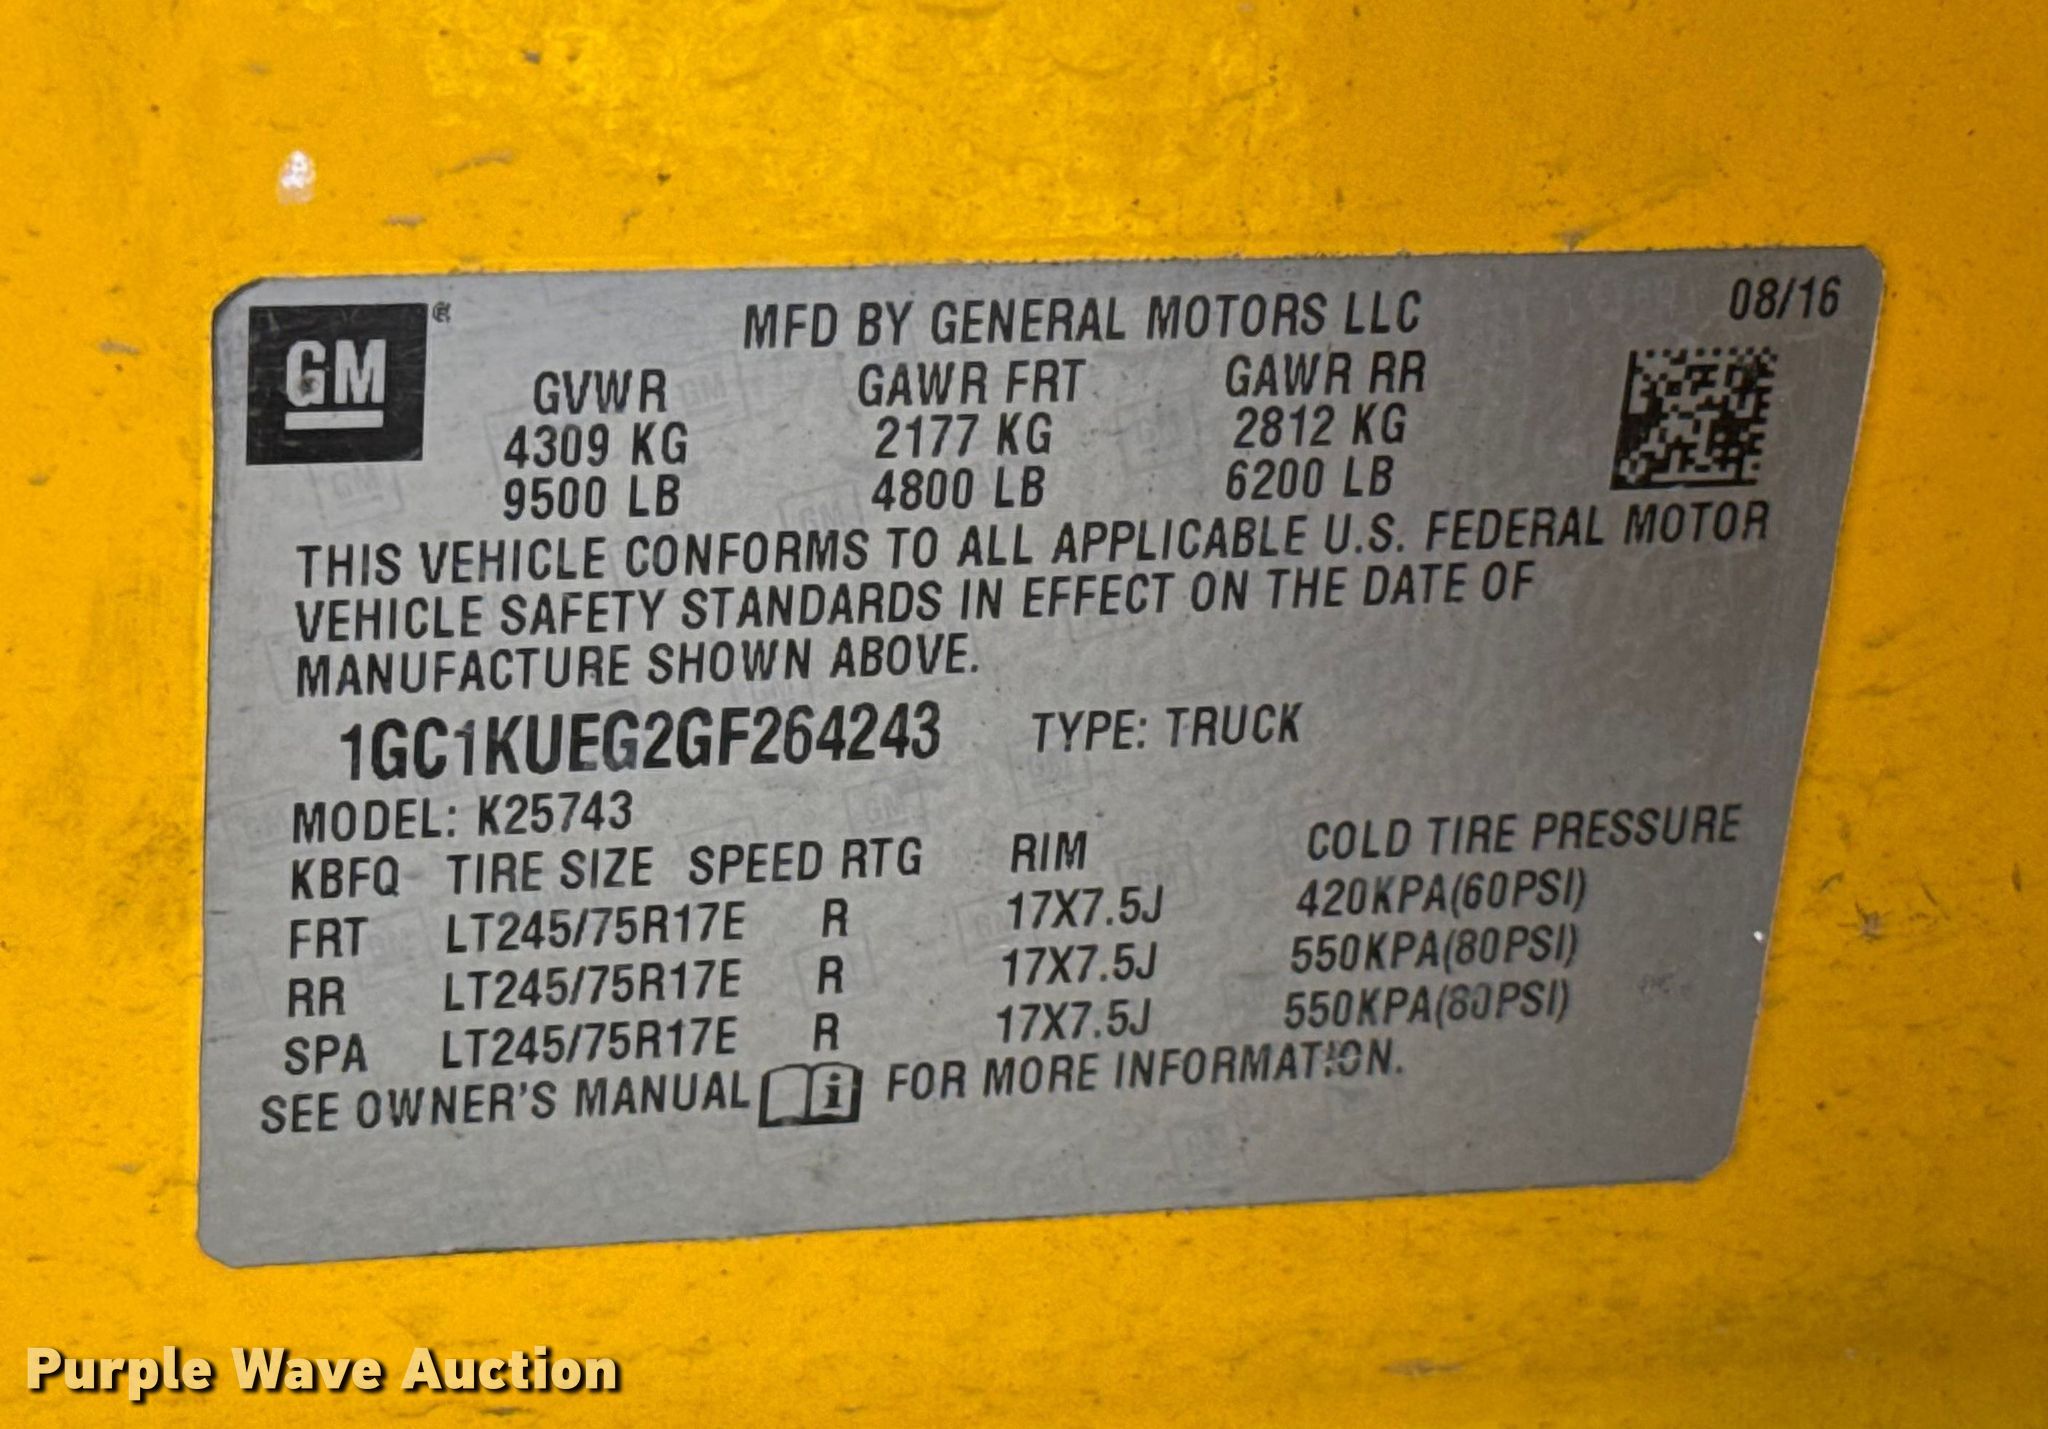 GM
MFD BY GENERAL MOTORS LLC
08/16
GVWR GAWR FRT GAWR RR
4309 KG 2177 KG 2812 KG
9500 LB 4800 LB 6200 LB
THIS VEHICLE CONFORMS TO ALL APPLICABLE U.S. FEDERAL MOTOR
VEHICLE SAFETY STANDARDS IN EFFECT ON THE DATE OF
MANUFACTURE SHOWN ABOVE.
1GC1KUEG2GF264243 TYPE: TRUCK
MODEL: K25743
KBFQ TIRE SIZE SPEED RTG RIM COLD TIRE PRESSURE
FRT LT245/75R17E R 17X7.5J 420KPA(60PSI)
RR LT245/75R17E R 17X7.5J 550KPA(80PSI)
SPA LT245/75R17E R 17X7.5J 550KPA(80PSI)
SEE OWNER'S MANUAL i FOR MORE INFORMATION.
Purple Wave Auction